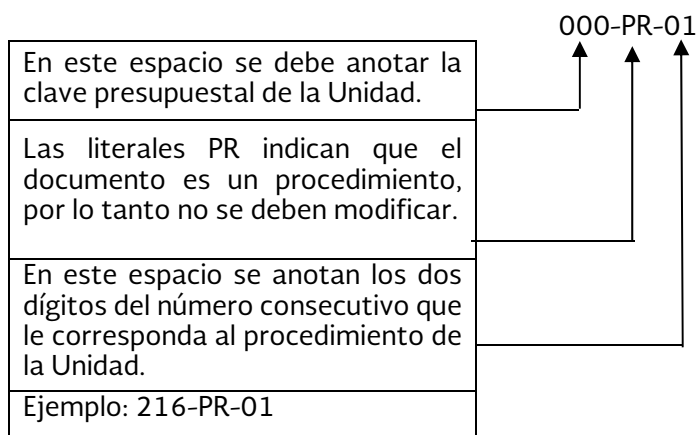 000-PR-01
En este espacio se debe anotar la
clave presupuestal de la Unidad.
Las literales PR indican que el
documento es un procedimiento,
por lo tanto no se deben modificar.
En este espacio se anotan los dos
dígitos del número consecutivo que
le corresponda al procedimiento de
la Unidad.
Ejemplo: 216-PR-01